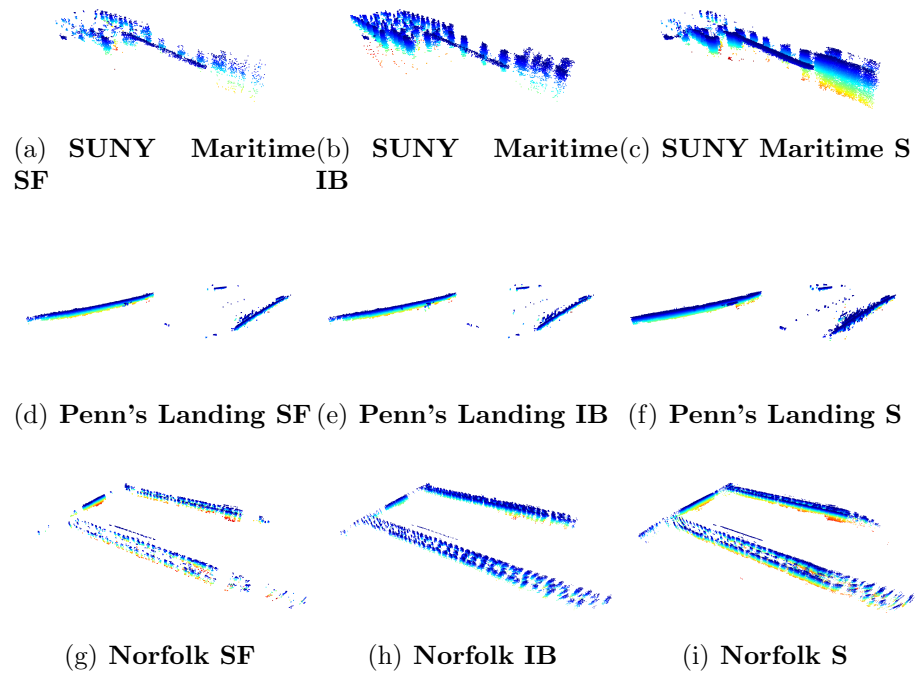 (a) SUNY Maritime SF
(b) SUNY Maritime IB
(c) SUNY Maritime S
(d) Penn's Landing SF
(e) Penn's Landing IB
(f) Penn's Landing S
(g) Norfolk SF
(h) Norfolk IB
(i) Norfolk S